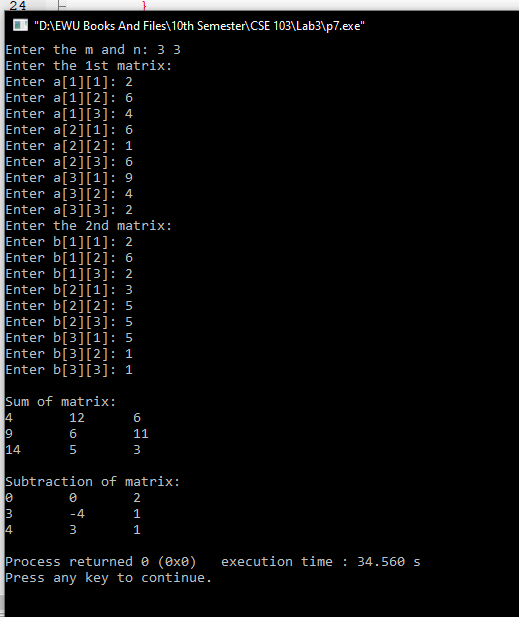 24 }
"D:\EWU Books And Files\10th Semester\CSE 103\Lab3\p7.exe"
Enter the m and n: 3 3
Enter the 1st matrix:
Enter a[1][1]: 2
Enter a[1][2]: 6
Enter a[1][3]: 4
Enter a[2][1]: 6
Enter a[2][2]: 1
Enter a[2][3]: 6
Enter a[3][1]: 9
Enter a[3][2]: 4
Enter a[3][3]: 2
Enter the 2nd matrix:
Enter b[1][1]: 2
Enter b[1][2]: 6
Enter b[1][3]: 2
Enter b[2][1]: 3
Enter b[2][2]: 5
Enter b[2][3]: 5
Enter b[3][1]: 5
Enter b[3][2]: 1
Enter b[3][3]: 1
Sum of matrix:
4 12 6
9 6 11
14 5 3
Subtraction of matrix:
0 0 2
3 -4 1
4 3 1
Process returned 0 (0x0) execution time : 34.560 s
Press any key to continue.